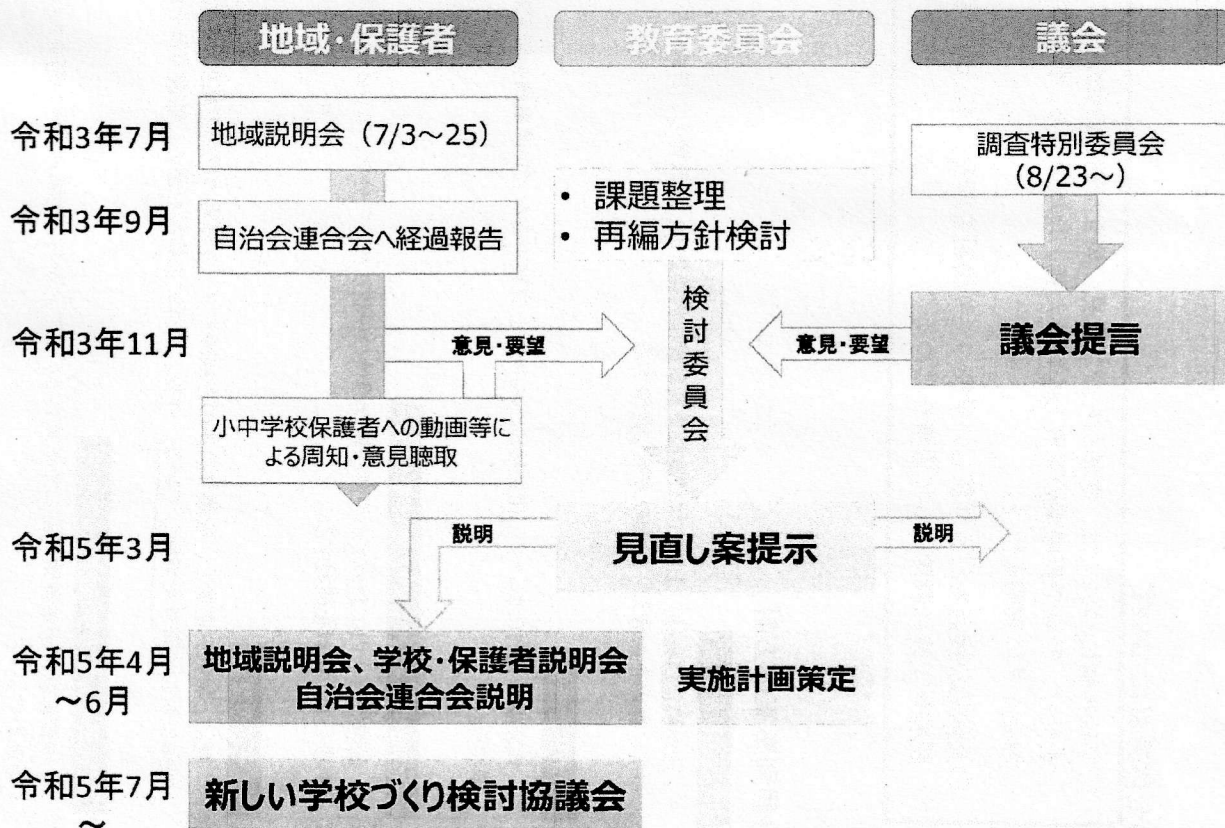 地域・保護者
教育委員会
議会
令和3年7月
地域説明会（7/3～25）
調査特別委員会
（8/23～）
・ 課題整理
・ 再編方針検討
令和3年9月
自治会連合会へ経過報告
検討委員会
令和3年11月
意見・要望
意見・要望
議会提言
小中学校保護者への動画等に
よる周知・意見聴取
令和5年3月
説明
見直し案提示
説明
令和5年4月
～6月
地域説明会、学校・保護者説明会
自治会連合会説明
実施計画策定
令和5年7月
～
新しい学校づくり検討協議会